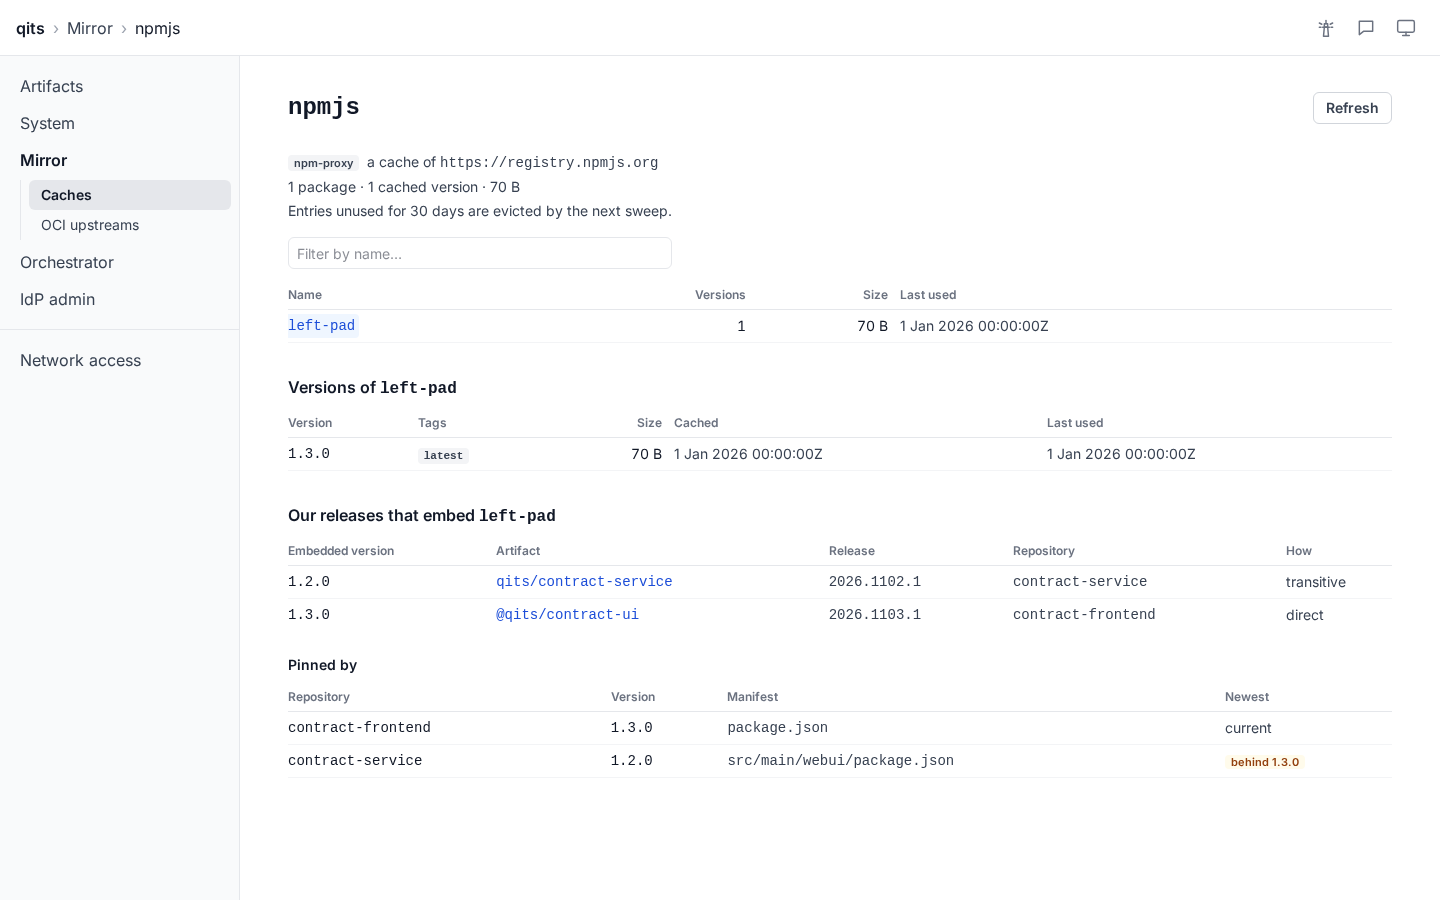 qits › Mirror › npmjs
Artifacts
System
Mirror
Caches
OCI upstreams
Orchestrator
IdP admin
Network access
npmjs
Refresh
npm-proxy a cache of https://registry.npmjs.org
1 package · 1 cached version · 70 B
Entries unused for 30 days are evicted by the next sweep.
Filter by name...
Name Versions Size Last used
left-pad 1 70 B 1 Jan 2026 00:00:00Z
Versions of left-pad
Version Tags Size Cached Last used
1.3.0 latest 70 B 1 Jan 2026 00:00:00Z 1 Jan 2026 00:00:00Z
Our releases that embed left-pad
Embedded version Artifact Release Repository How
1.2.0 qits/contract-service 2026.1102.1 contract-service transitive
1.3.0 @qits/contract-ui 2026.1103.1 contract-frontend direct
Pinned by
Repository Version Manifest Newest
contract-frontend 1.3.0 package.json current
contract-service 1.2.0 src/main/webui/package.json behind 1.3.0